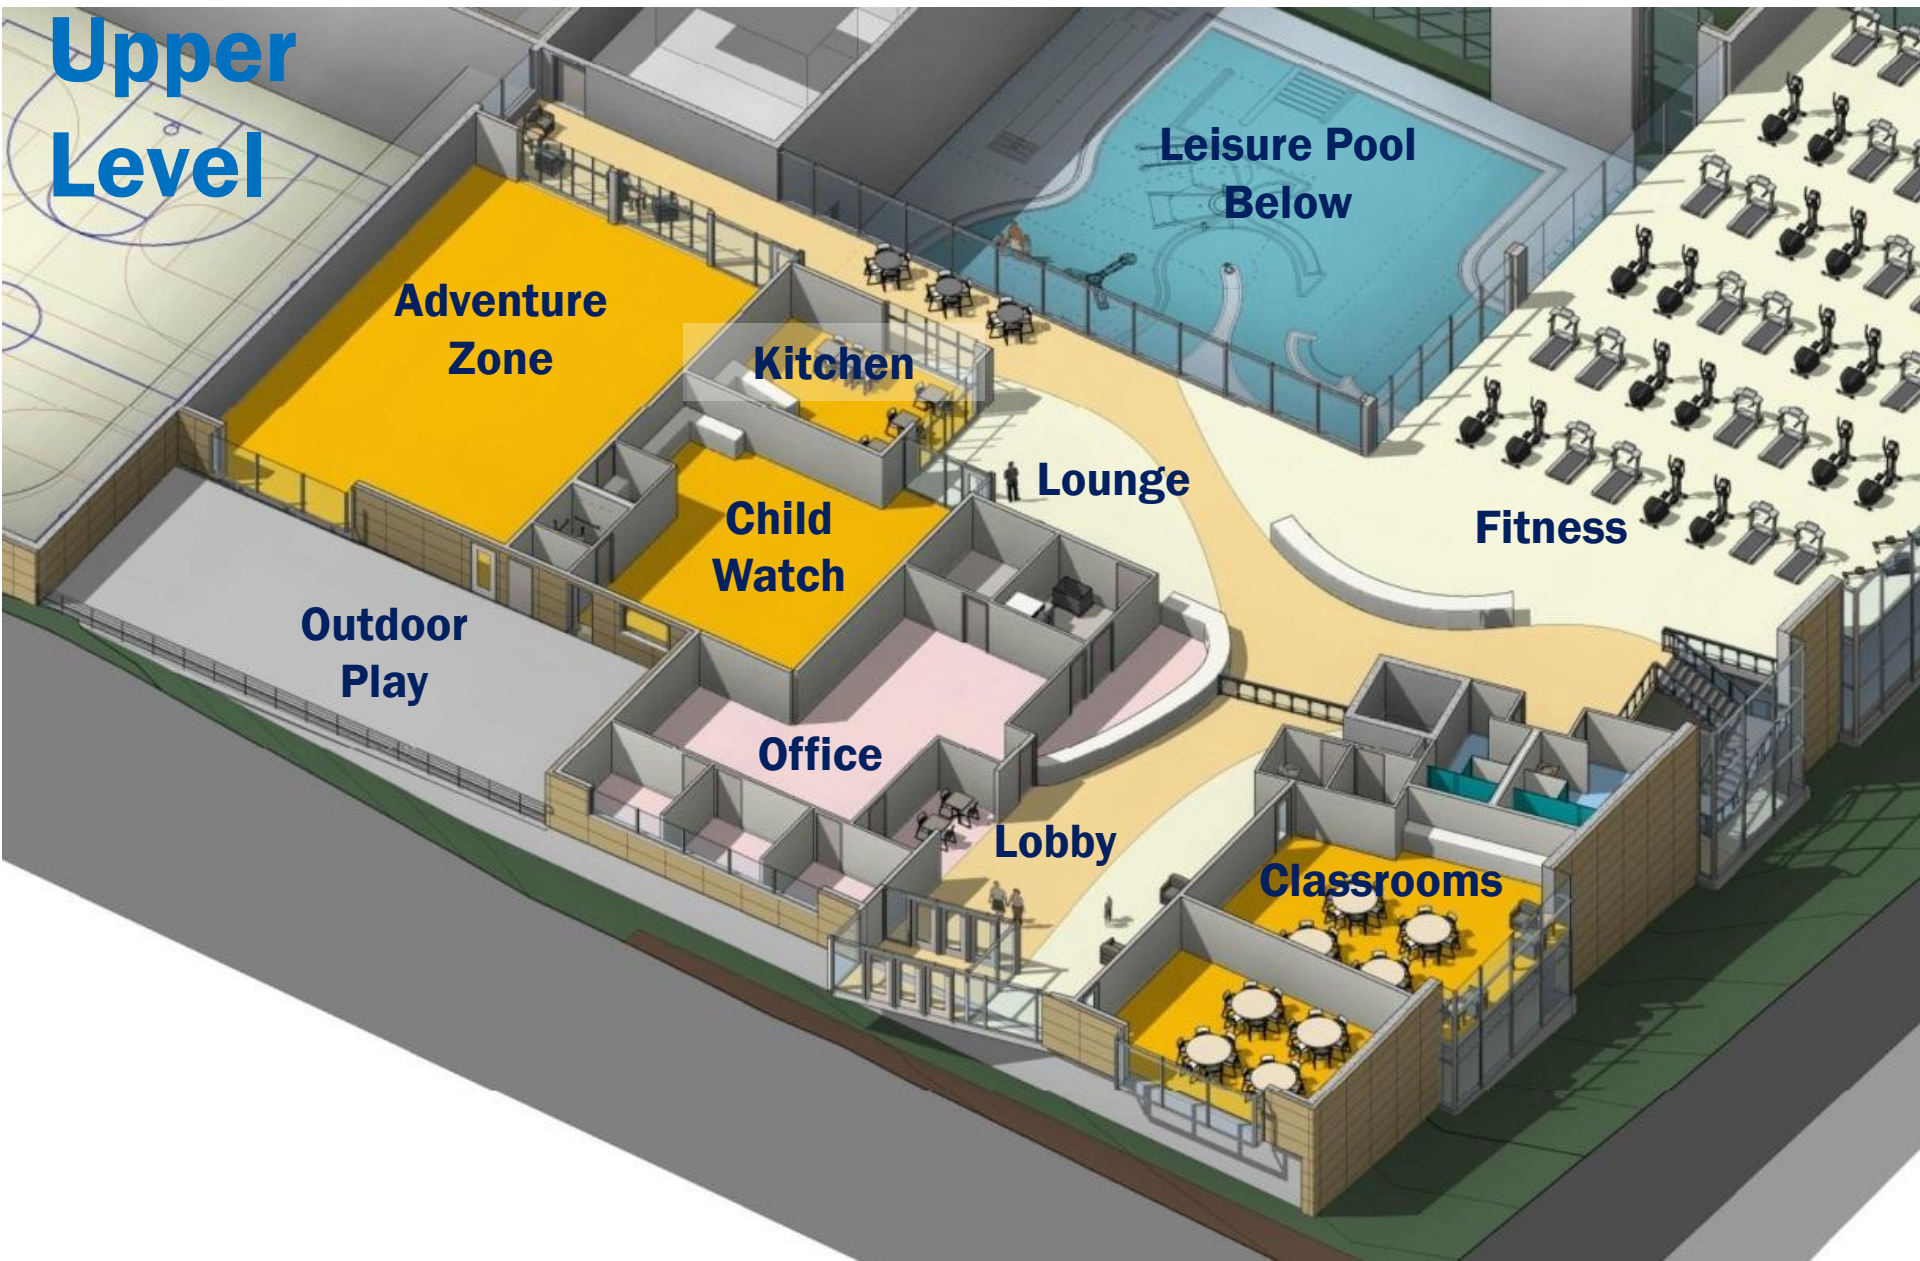 Upper
Level
Leisure Pool
Below
Adventure
Zone
Kitchen
Lounge
Child
Watch
Fitness
Outdoor
Play
Office
Lobby
Classrooms